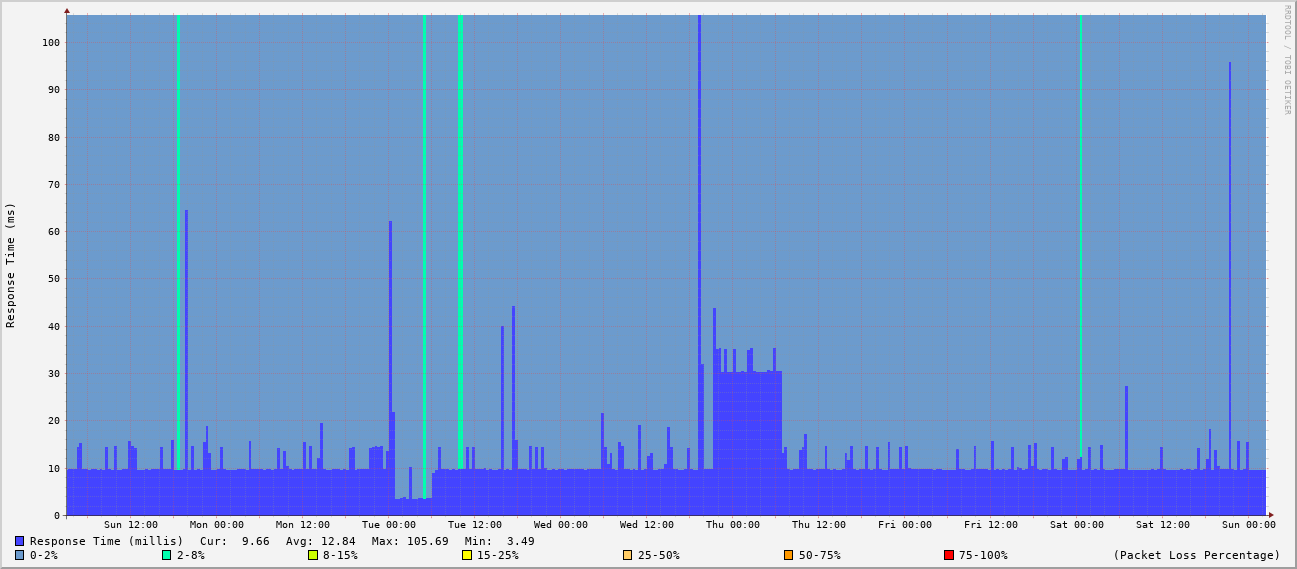 RRDTOOL / TOBI OETIKER
Response Time (ms)
100
90
80
70
60
50
40
30
20
10
0
Sun 12:00 Mon 00:00 Mon 12:00 Tue 00:00 Tue 12:00 Wed 00:00 Wed 12:00 Thu 00:00 Thu 12:00 Fri 00:00 Fri 12:00 Sat 00:00 Sat 12:00 Sun 00:00
Response Time (millis) Cur: 9.66 Avg: 12.84 Max: 105.69 Min: 3.49
0-2% 2-8% 8-15% 15-25% 25-50% 50-75% 75-100% (Packet Loss Percentage)